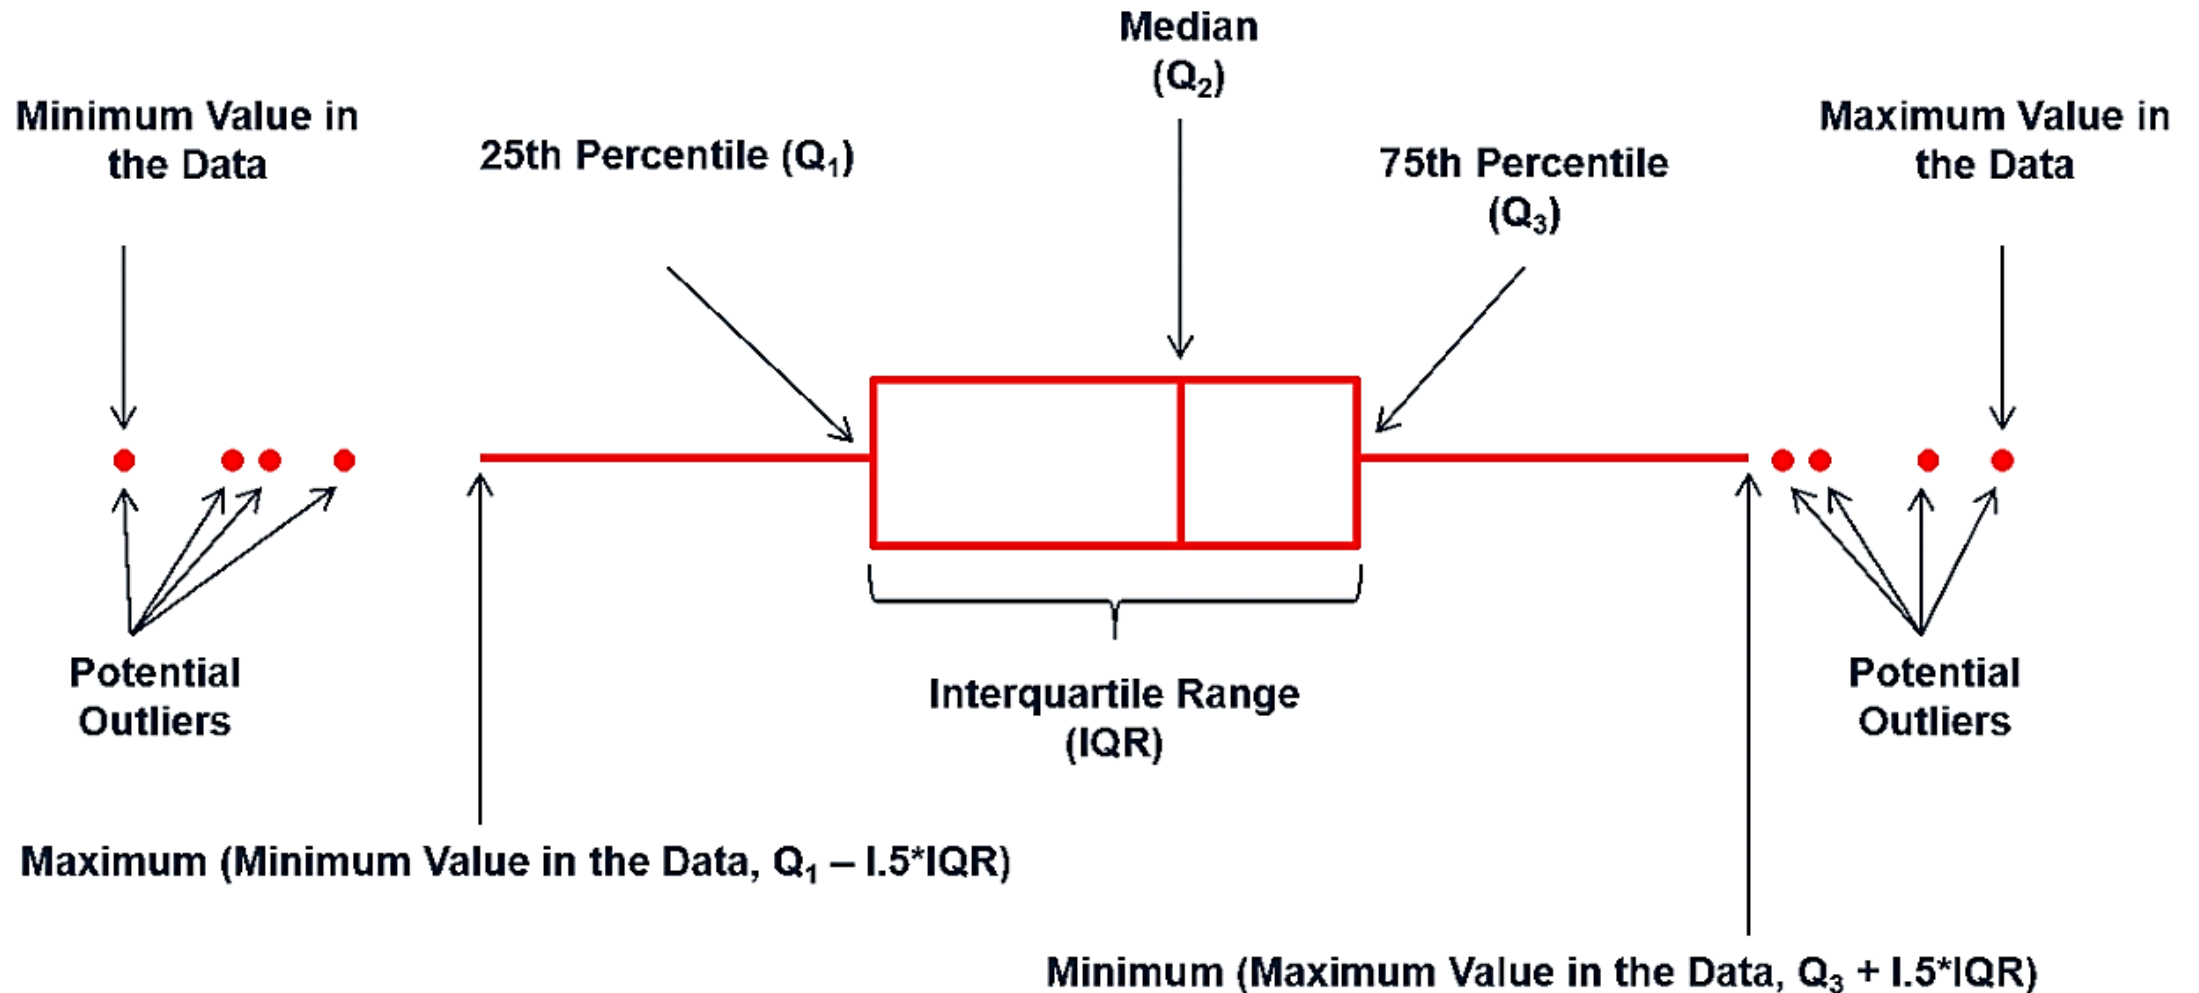 Median
(Q₂)
Minimum Value in
the Data
25th Percentile (Q₁)
75th Percentile
(Q₃)
Maximum Value in
the Data
Potential
Outliers
Interquartile Range
(IQR)
Potential
Outliers
Maximum (Minimum Value in the Data, Q₁ – I.5*IQR)
Minimum (Maximum Value in the Data, Q₃ + I.5*IQR)